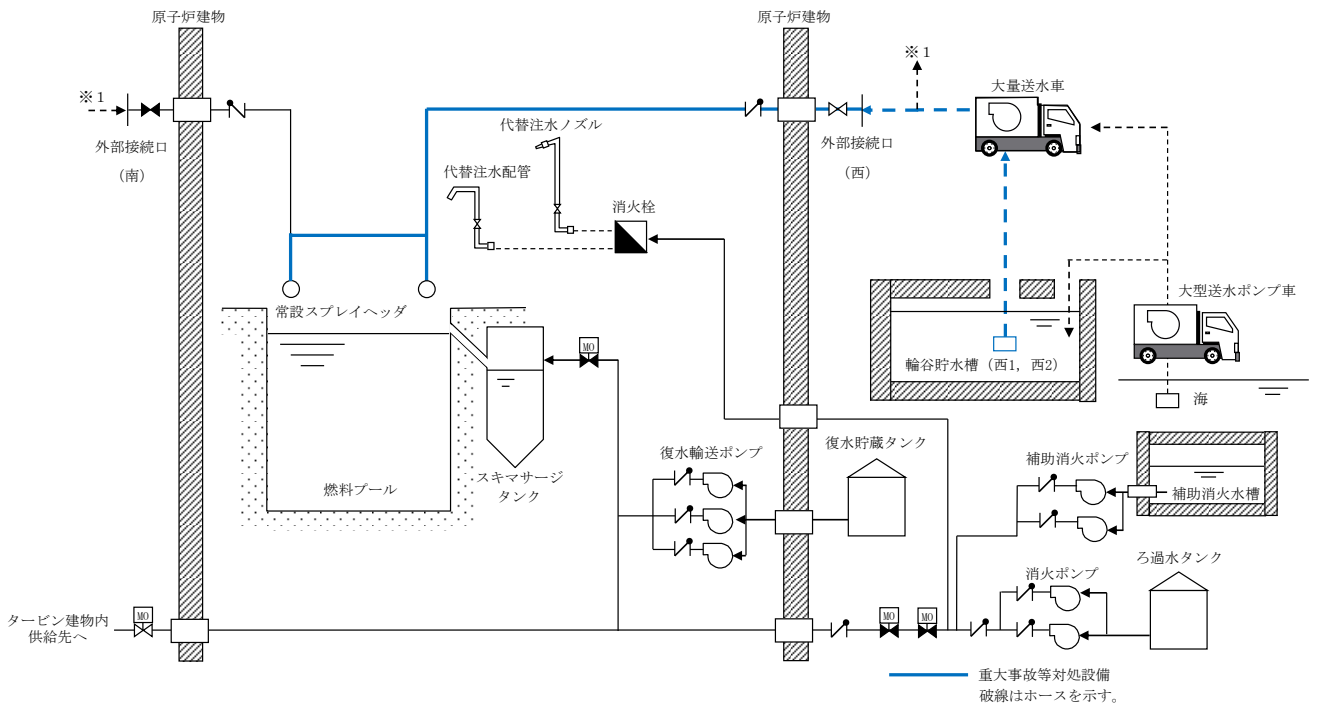 原子炉建物
原子炉建物
※1
※1
大量送水車
外部接続口
（南）
代替注水ノズル
代替注水配管
消火栓
外部接続口
（西）
常設スプレイヘッダ
大型送水ポンプ車
輪谷貯水槽（西1，西2）
海
MO
燃料プール
スキマサージ
タンク
復水輸送ポンプ
復水貯蔵タンク
補助消火ポンプ
補助消火水槽
消火ポンプ
ろ過水タンク
タービン建物内
供給先へ
MO
MO
MO
重大事故等対処設備
破線はホースを示す。